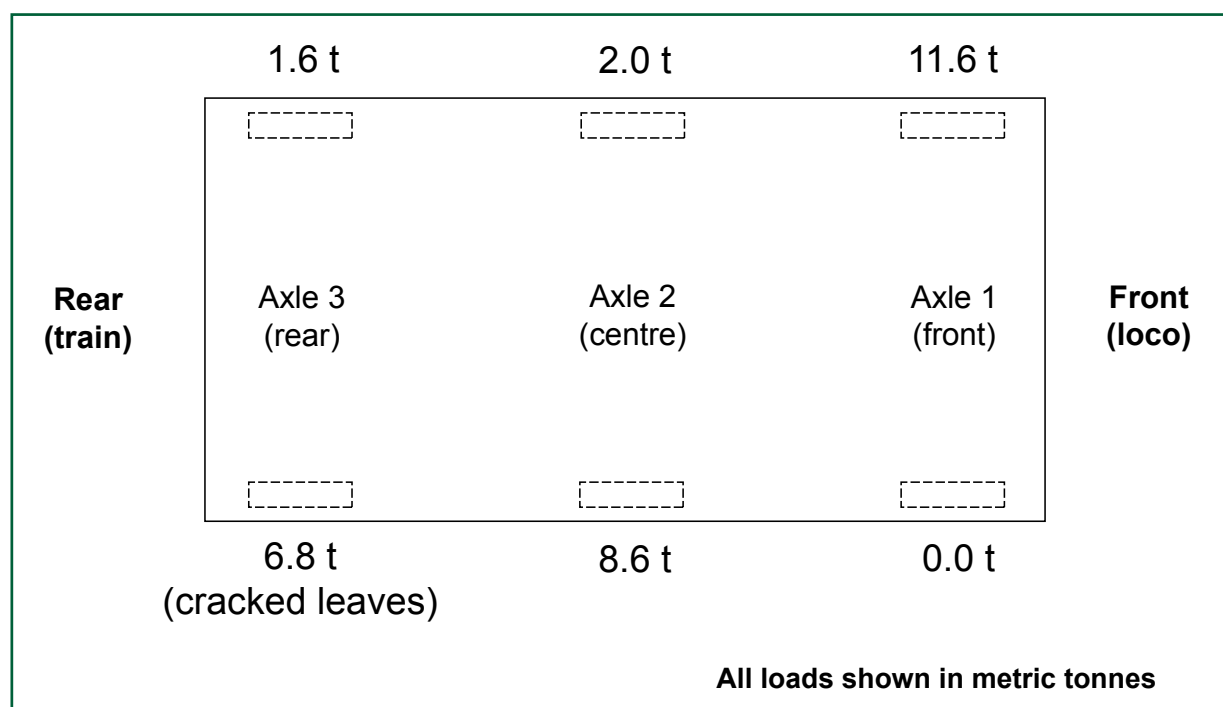 1.6 t
2.0 t
11.6 t
Rear
(train)
Axle 3
(rear)
Axle 2
(centre)
Axle 1
(front)
Front
(loco)
6.8 t
(cracked leaves)
8.6 t
0.0 t
All loads shown in metric tonnes